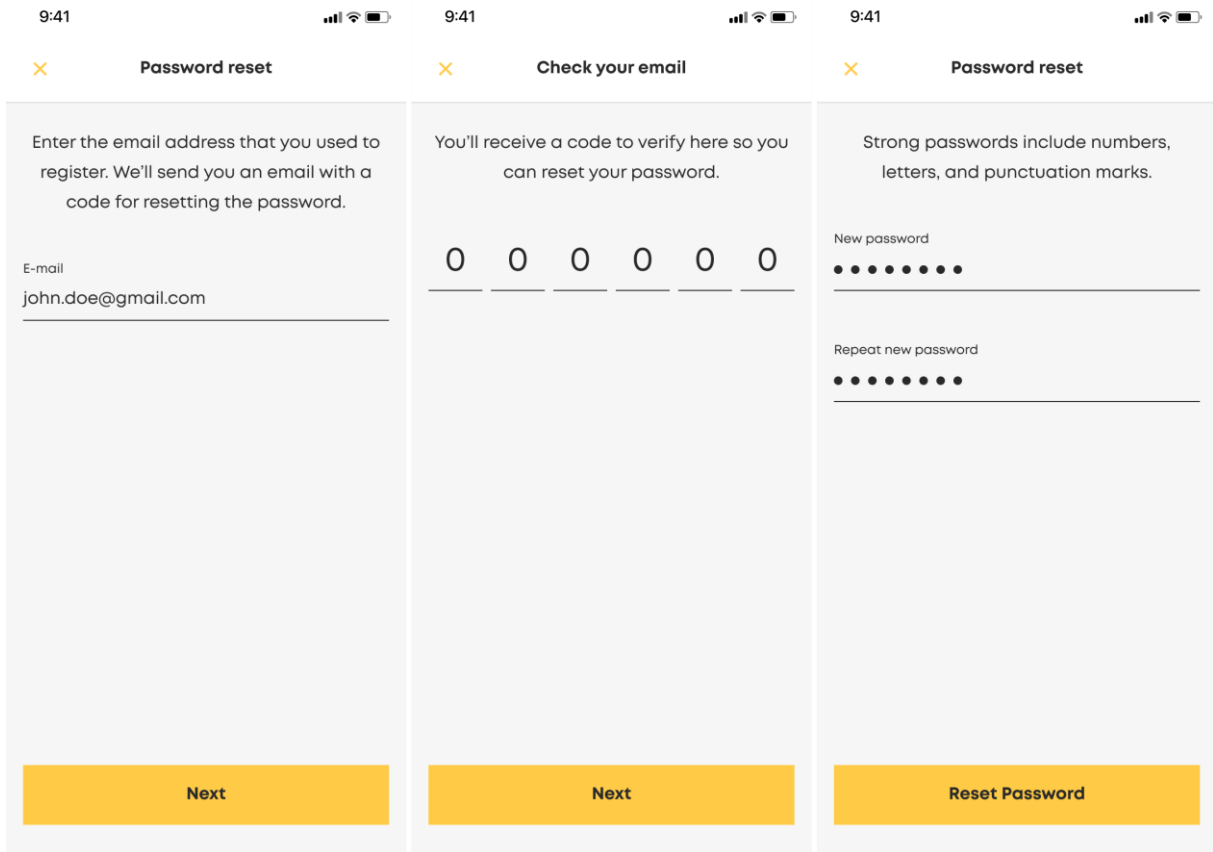 9:41
Password reset
Enter the email address that you used to
register. We’ll send you an email with a
code for resetting the password.
E-mail
john.doe@gmail.com
Next
9:41
Check your email
You’ll receive a code to verify here so you
can reset your password.
0 0 0 0 0 0
Next
9:41
Password reset
Strong passwords include numbers,
letters, and punctuation marks.
New password
Repeat new password
Reset Password